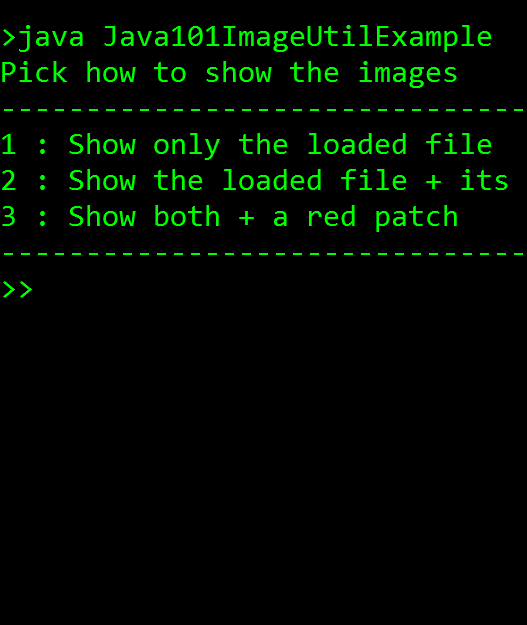 >java Java101ImageUtilExample
Pick how to show the images
-------------------------------
1 : Show only the loaded file
2 : Show the loaded file + its
3 : Show both + a red patch
-------------------------------
>>